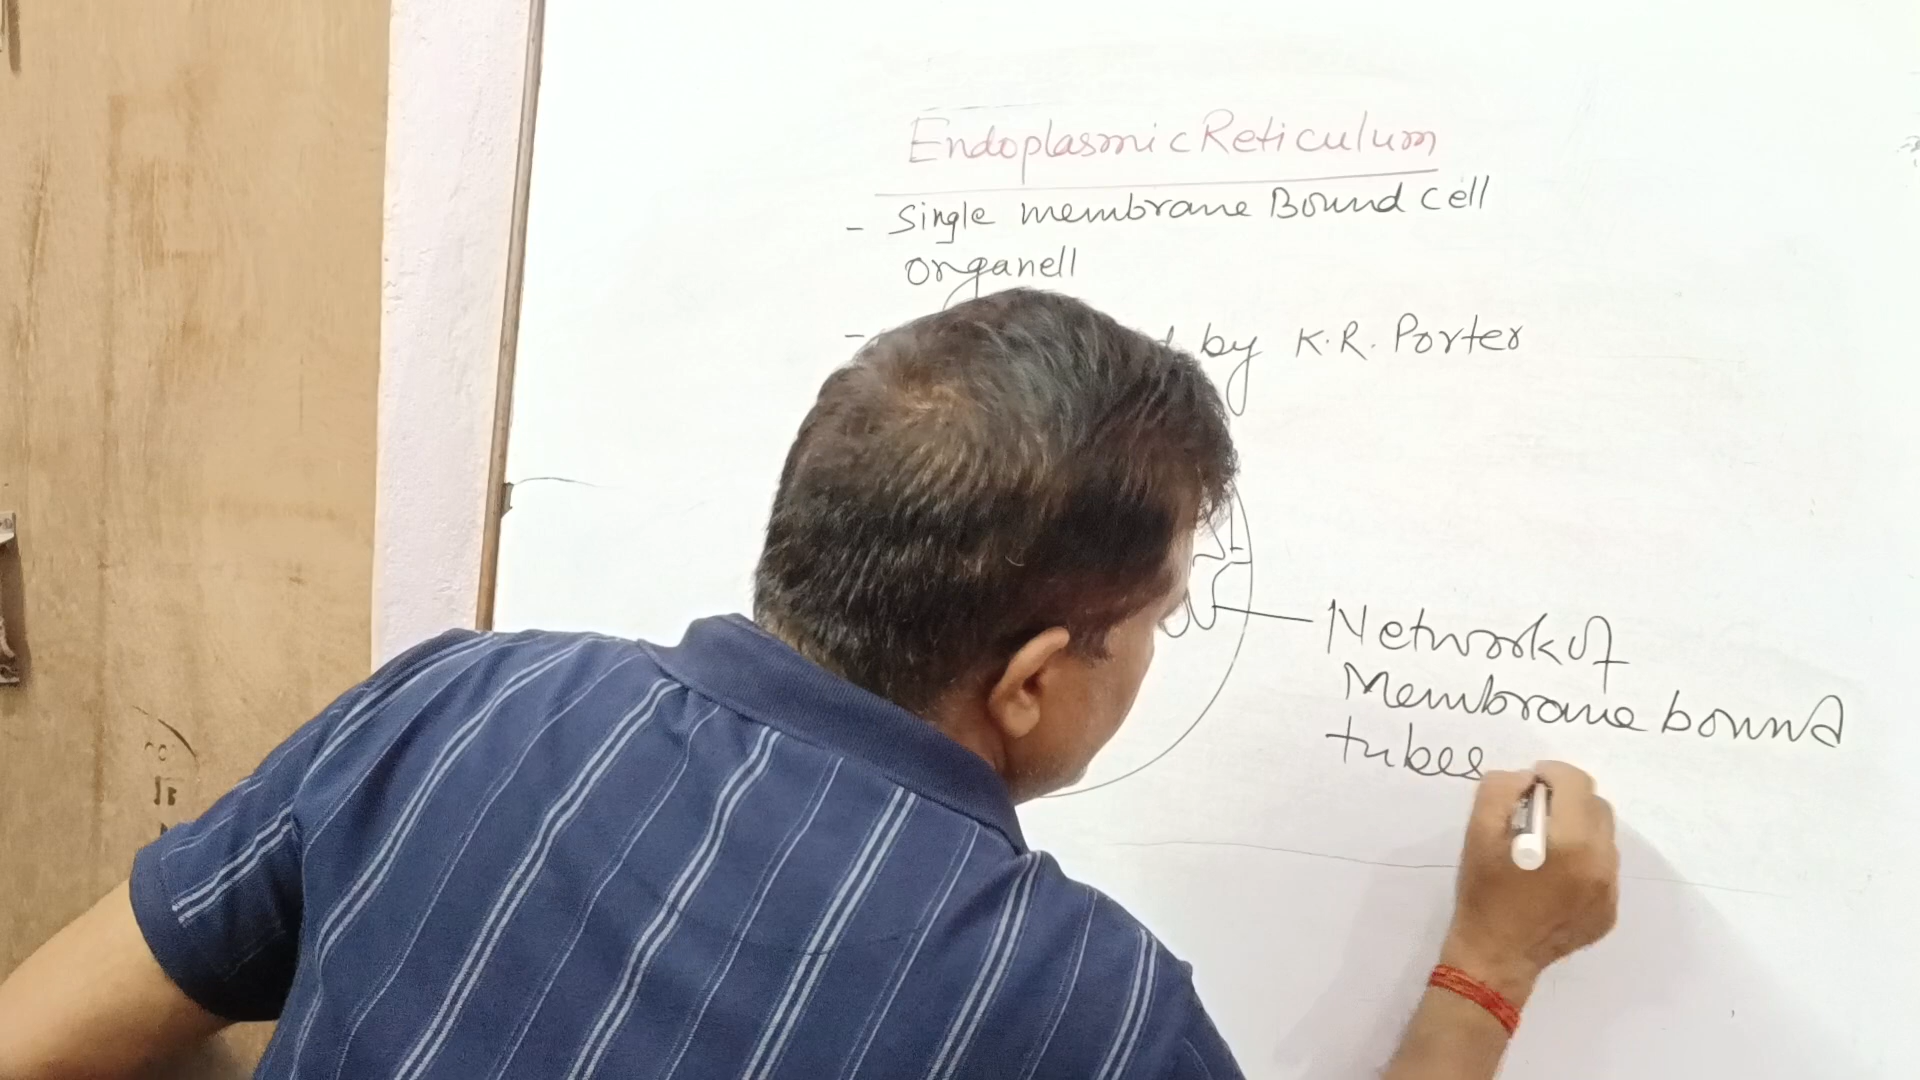 Endoplasmic Reticulum
- Single membrane Bound cell
organell
- by K.R. Porter
Network of
Membrane bound
tubes